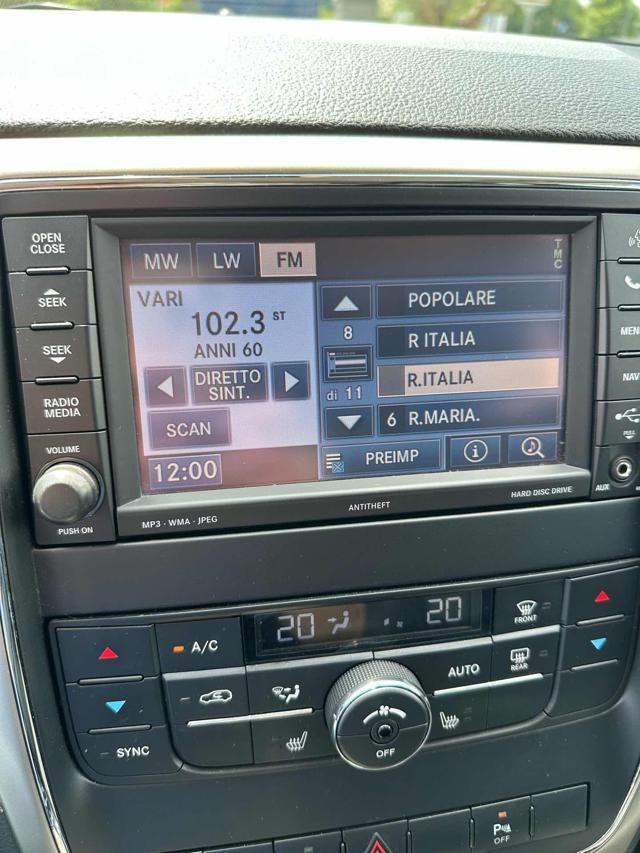 OPEN
CLOSE
SEEK
SEEK
RADIO
MEDIA
VOLUME
PUSH·ON
MW LW FM
TMC
VARI
102.3 ST
ANNI 60
DIRETTO
SINT.
SCAN
12:00
8
di 11
POPOLARE
R ITALIA
R.ITALIA
6 R.MARIA.
PREIMP
MP3 · WMA · JPEG
ANTITHEFT
HARD DISC DRIVE
MENU
NAV
AUX
20
20
A/C
FRONT
AUTO
REAR
SYNC
OFF
OFF